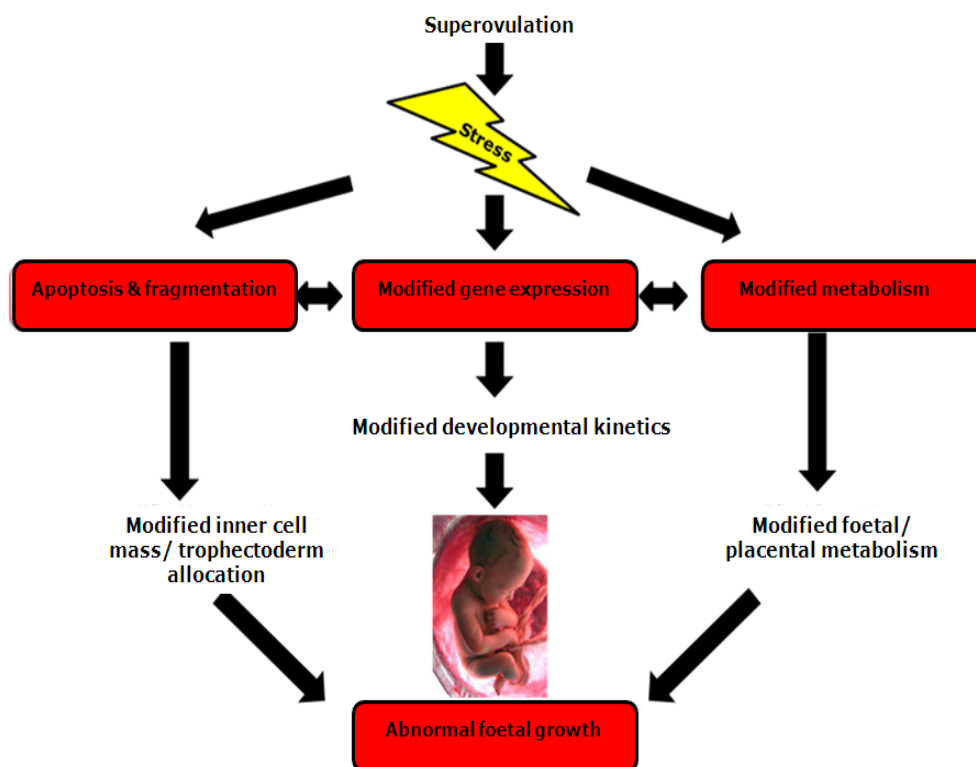 Superovulation
Stress
Apoptosis & fragmentation
Modified gene expression
Modified metabolism
Modified developmental kinetics
Modified inner cell
mass/ trophectoderm
allocation
Modified foetal/
placental metabolism
Abnormal foetal growth